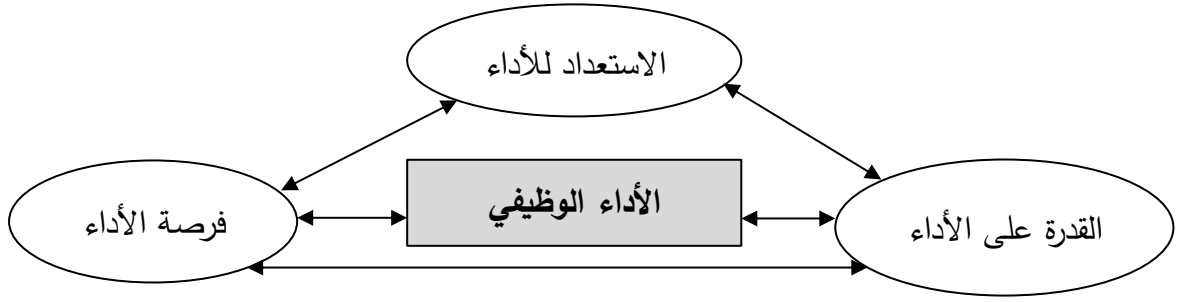 الاستعداد للأداء
الأداء الوظيفي
القدرة على الأداء
فرصة الأداء